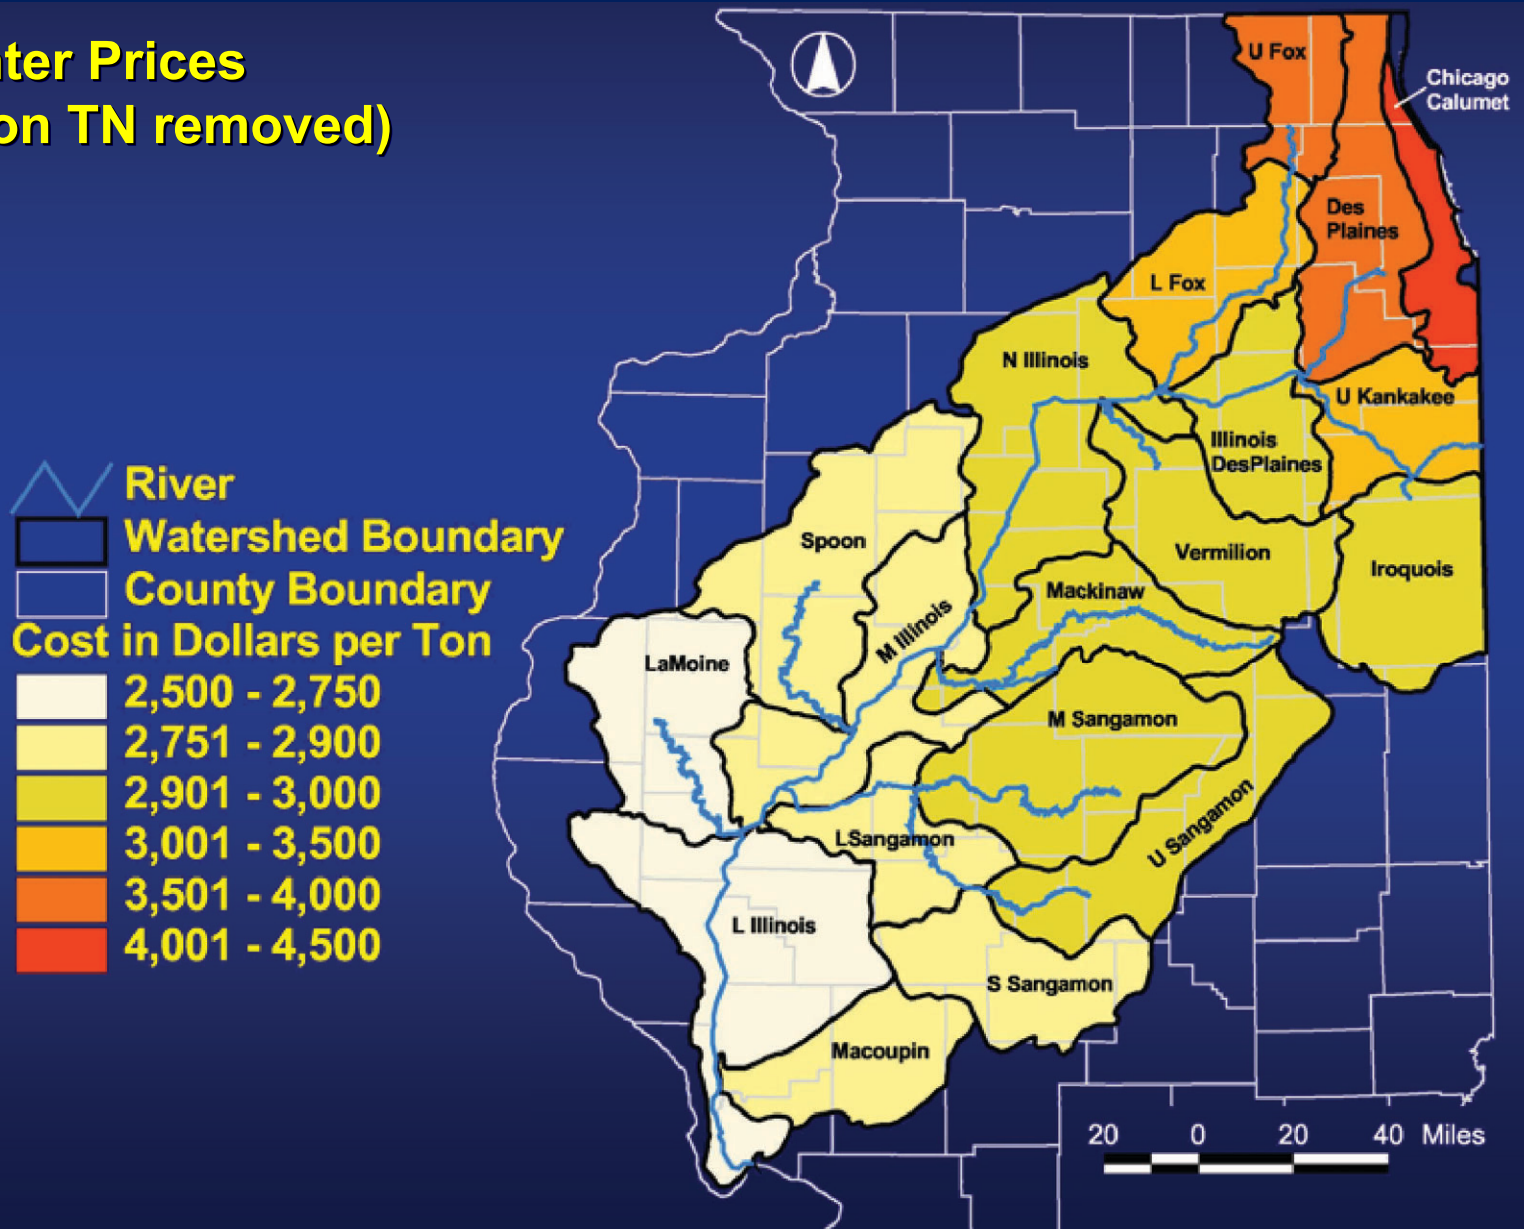 ter Prices
on TN removed)
U Fox
Chicago
Calumet
Des
Plaines
L Fox
N Illinois
U Kankakee
Illinois
DesPlaines
River
Watershed Boundary
County Boundary
Cost in Dollars per Ton
2,500 - 2,750
2,751 - 2,900
2,901 - 3,000
3,001 - 3,500
3,501 - 4,000
4,001 - 4,500
Spoon
Vermilion
Iroquois
Mackinaw
M Illinois
LaMoine
M Sangamon
U Sangamon
LSangamon
L Illinois
S Sangamon
Macoupin
20 0 20 40 Miles